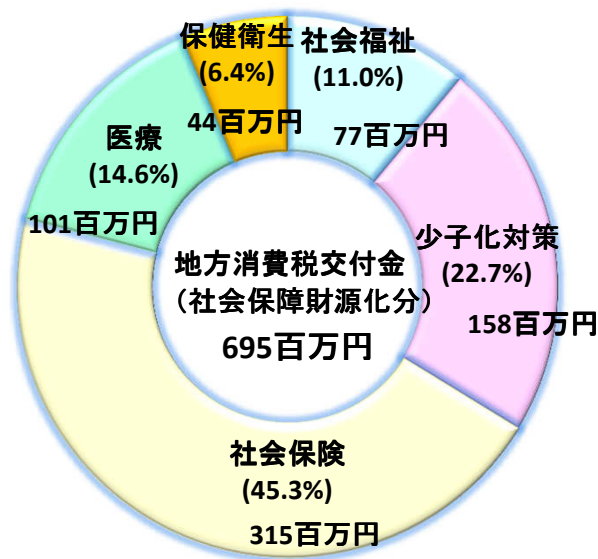 保健衛生
(6.4%)
44百万円
社会福祉
(11.0%)
77百万円
医療
(14.6%)
101百万円
少子化対策
(22.7%)
158百万円
地方消費税交付金
（社会保障財源化分）
695百万円
社会保険
(45.3%)
315百万円